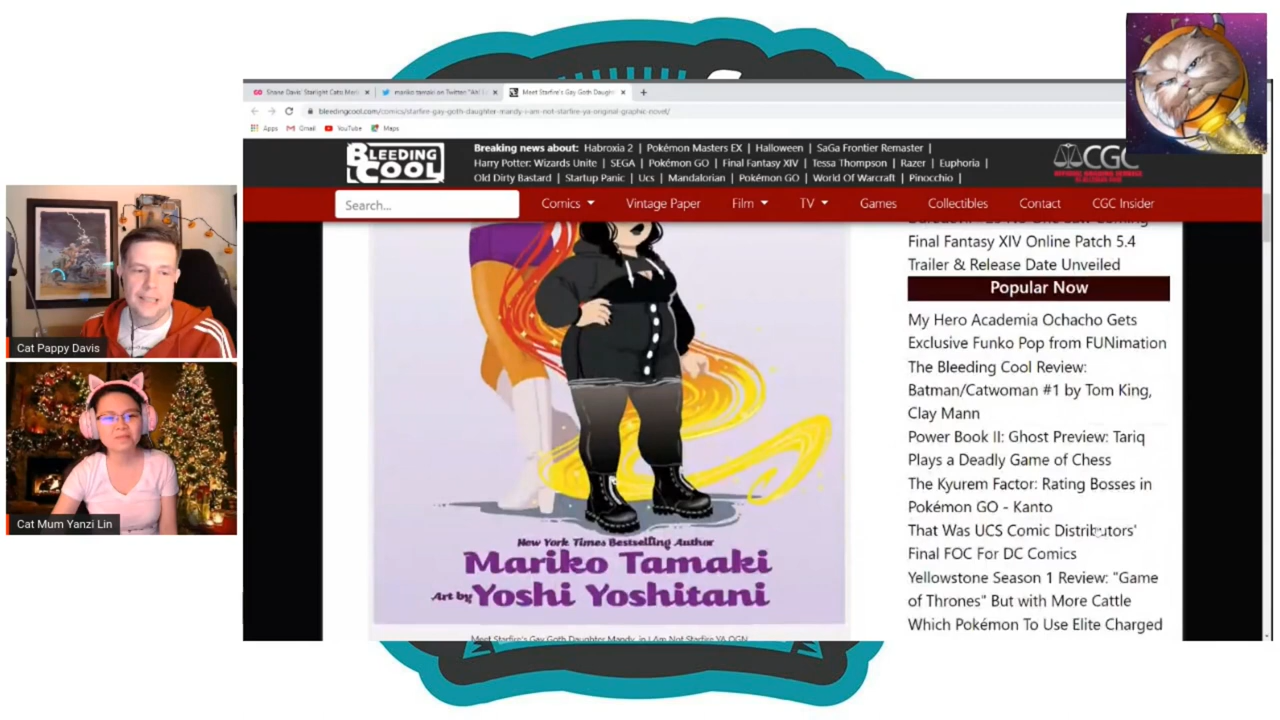 Shane Davis' Starlight Cats Mari
mariko tamaki on Twitter "Ah!
Meet Starfire's Gay Goth Daught
bleedingcool.com/comics/starfire-gay-goth-daughter-mandy-i-am-not-starfire-ya-original-graphic-novel/
Apps Gmail YouTube Maps
BLEEDING COOL
Breaking news about: Habroxia 2 | Pokémon Masters EX | Halloween | SaGa Frontier Remaster |
Harry Potter: Wizards Unite | SEGA | Pokémon GO | Final Fantasy XIV | Tessa Thompson | Razer | Euphoria |
Old Dirty Bastard | Startup Panic | Ucs | Mandalorian | Pokémon GO | World Of Warcraft | Pinocchio |
CGC
Search...
Comics Vintage Paper Film TV Games Collectibles Contact CGC Insider
Final Fantasy XIV Online Patch 5.4
Trailer & Release Date Unveiled
Popular Now
My Hero Academia Ochacho Gets
Exclusive Funko Pop from FUNimation
The Bleeding Cool Review:
Batman/Catwoman #1 by Tom King,
Clay Mann
Power Book II: Ghost Preview: Tariq
Plays a Deadly Game of Chess
The Kyurem Factor: Rating Bosses in
Pokémon GO - Kanto
That Was UCS Comic Distributors'
Final FOC For DC Comics
Yellowstone Season 1 Review: "Game
of Thrones" But with More Cattle
Which Pokémon To Use Elite Charged
New York Times Bestselling Author
Mariko Tamaki
Art by Yoshi Yoshitani
Meet Starfire's Gay Goth Daughter Mandy, in I Am Not Starfire YA OGN
Cat Pappy Davis
Cat Mum Yanzi Lin